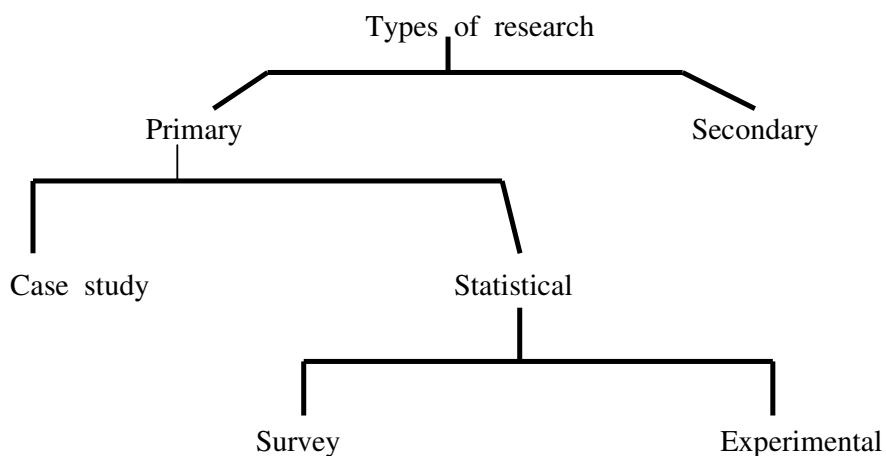 Types of research
Primary
Secondary
Case study
Statistical
Survey
Experimental